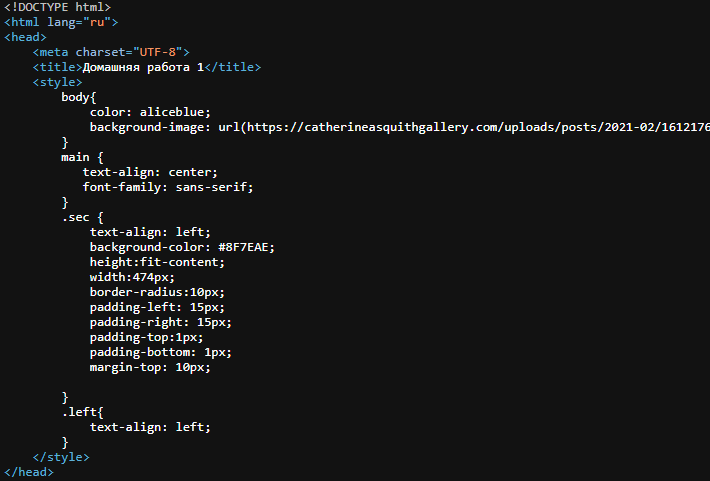 <!DOCTYPE html>
<html lang="ru">
<head>
    <meta charset="UTF-8">
    <title>Домашняя работа 1</title>
    <style>
        body{
            color: aliceblue;
            background-image: url(https://catherineasquithgallery.com/uploads/posts/2021-02/1612176
        }
        main {
           text-align: center;
           font-family: sans-serif;
        }
        .sec {
            text-align: left;
            background-color: #8F7EAE;
            height:fit-content;
            width:474px;
            border-radius:10px;
            padding-left: 15px;
            padding-right: 15px;
            padding-top:1px;
            padding-bottom: 1px;
            margin-top: 10px;

        }
        .left{
            text-align: left;
        }
    </style>
</head>